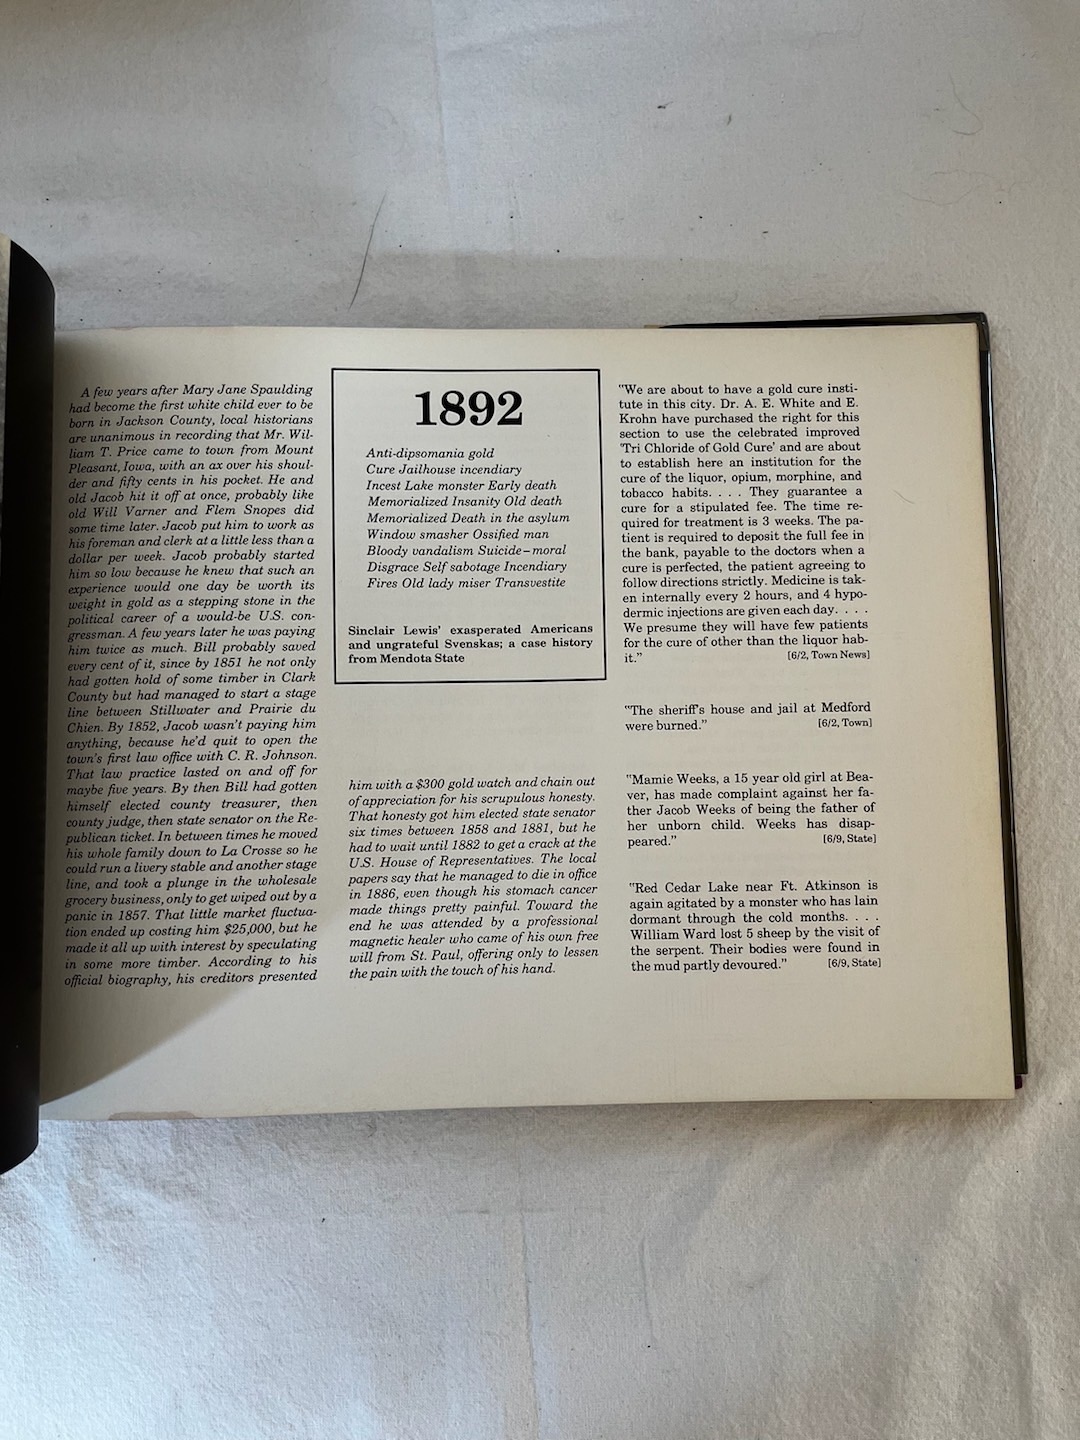 A few years after Mary Jane Spaulding
had become the first white child ever to be
born in Jackson County, local historians
are unanimous in recording that Mr. Wil-
liam T. Price came to town from Mount
Pleasant, Iowa, with an ax over his shoul-
der and fifty cents in his pocket. He and
old Jacob hit it off at once, probably like
old Will Varner and Flem Snopes did
some time later. Jacob put him to work as
his foreman and clerk at a little less than a
dollar per week. Jacob probably started
him so low because he knew that such an
experience would one day be worth its
weight in gold as a stepping stone in the
political career of a would-be U.S. con-
gressman. A few years later he was paying
him twice as much. Bill probably saved
every cent of it, since by 1851 he not only
had gotten hold of some timber in Clark
County but had managed to start a stage
line between Stillwater and Prairie du
Chien. By 1852, Jacob wasn't paying him
anything, because he'd quit to open the
town's first law office with C. R. Johnson.
That law practice lasted on and off for
maybe five years. By then Bill had gotten
himself elected county treasurer, then
county judge, then state senator on the Re-
publican ticket. In between times he moved
his whole family down to La Crosse so he
could run a livery stable and another stage
line, and took a plunge in the wholesale
grocery business, only to get wiped out by a
panic in 1857. That little market fluctua-
tion ended up costing him $25,000, but he
made it all up with interest by speculating
in some more timber. According to his
official biography, his creditors presented
1892
Anti-dipsomania gold
Cure Jailhouse incendiary
Incest Lake monster Early death
Memorialized Insanity Old death
Memorialized Death in the asylum
Window smasher Ossified man
Bloody vandalism Suicide–moral
Disgrace Self sabotage Incendiary
Fires Old lady miser Transvestite
Sinclair Lewis' exasperated Americans
and ungrateful Svenskas; a case history
from Mendota State
him with a $300 gold watch and chain out
of appreciation for his scrupulous honesty.
That honesty got him elected state senator
six times between 1858 and 1881, but he
had to wait until 1882 to get a crack at the
U.S. House of Representatives. The local
papers say that he managed to die in office
in 1886, even though his stomach cancer
made things pretty painful. Toward the
end he was attended by a professional
magnetic healer who came of his own free
will from St. Paul, offering only to lessen
the pain with the touch of his hand.
"We are about to have a gold cure insti-
tute in this city. Dr. A. E. White and E.
Krohn have purchased the right for this
section to use the celebrated improved
'Tri Chloride of Gold Cure' and are about
to establish here an institution for the
cure of the liquor, opium, morphine, and
tobacco habits. . . . They guarantee a
cure for a stipulated fee. The time re-
quired for treatment is 3 weeks. The pa-
tient is required to deposit the full fee in
the bank, payable to the doctors when a
cure is perfected, the patient agreeing to
follow directions strictly. Medicine is tak-
en internally every 2 hours, and 4 hypo-
dermic injections are given each day. . . .
We presume they will have few patients
for the cure of other than the liquor hab-
it." [6/2, Town News]
"The sheriff's house and jail at Medford
were burned." [6/2, Town]
"Mamie Weeks, a 15 year old girl at Bea-
ver, has made complaint against her fa-
ther Jacob Weeks of being the father of
her unborn child. Weeks has disap-
peared." [6/9, State]
"Red Cedar Lake near Ft. Atkinson is
again agitated by a monster who has lain
dormant through the cold months. . . .
William Ward lost 5 sheep by the visit of
the serpent. Their bodies were found in
the mud partly devoured." [6/9, State]